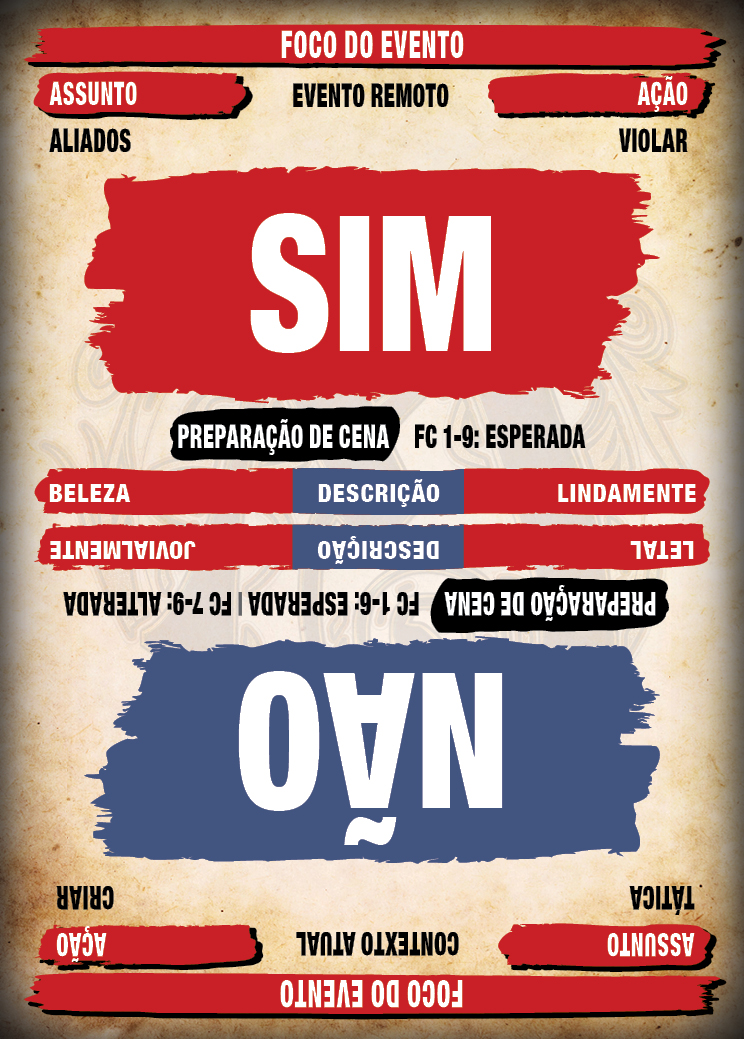 FOCO DO EVENTO
ASSUNTO EVENTO REMOTO AÇÃO
ALIADOS VIOLAR
SIM
PREPARAÇÃO DE CENA FC 1-9: ESPERADA
BELEZA DESCRIÇÃO LINDAMENTE
FOCO DO EVENTO
ASSUNTO CONTEXTO ATUAL AÇÃO
TÁTICA CRIAR
NÃO
PREPARAÇÃO DE CENA FC 1-6: ESPERADA | FC 7-9: ALTERADA
LETAL DESCRIÇÃO JOVIALMENTE